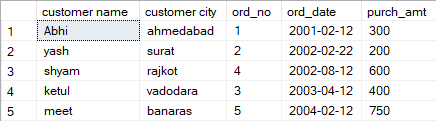 customer name customer city ord_no ord_date purch_amt
1 Abhi ahmedabad 1 2001-02-12 300
2 yash surat 2 2002-02-22 200
3 shyam rajkot 4 2002-08-12 600
4 ketul vadodara 3 2003-04-12 400
5 meet banaras 5 2004-02-12 750